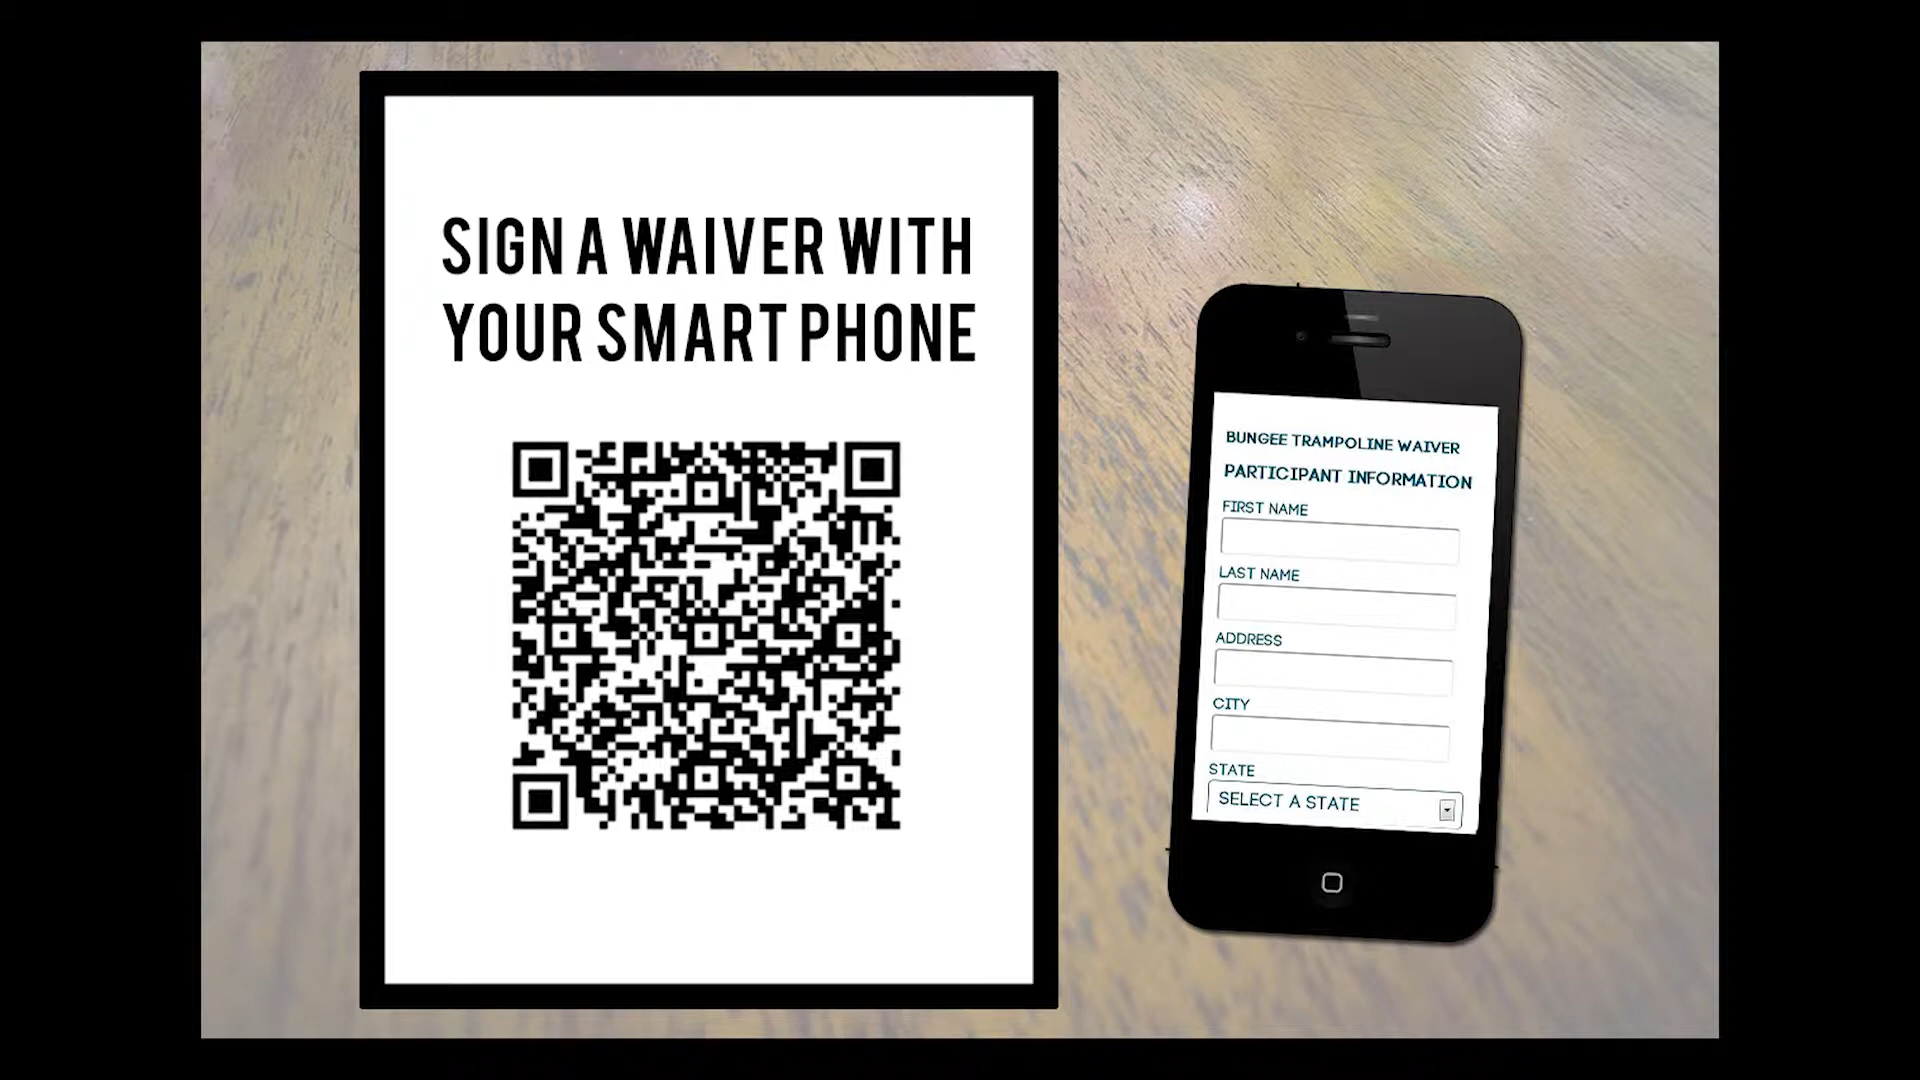 SIGN A WAIVER WITH
YOUR SMART PHONE
BUNGEE TRAMPOLINE WAIVER
PARTICIPANT INFORMATION
FIRST NAME
LAST NAME
ADDRESS
CITY
STATE
SELECT A STATE